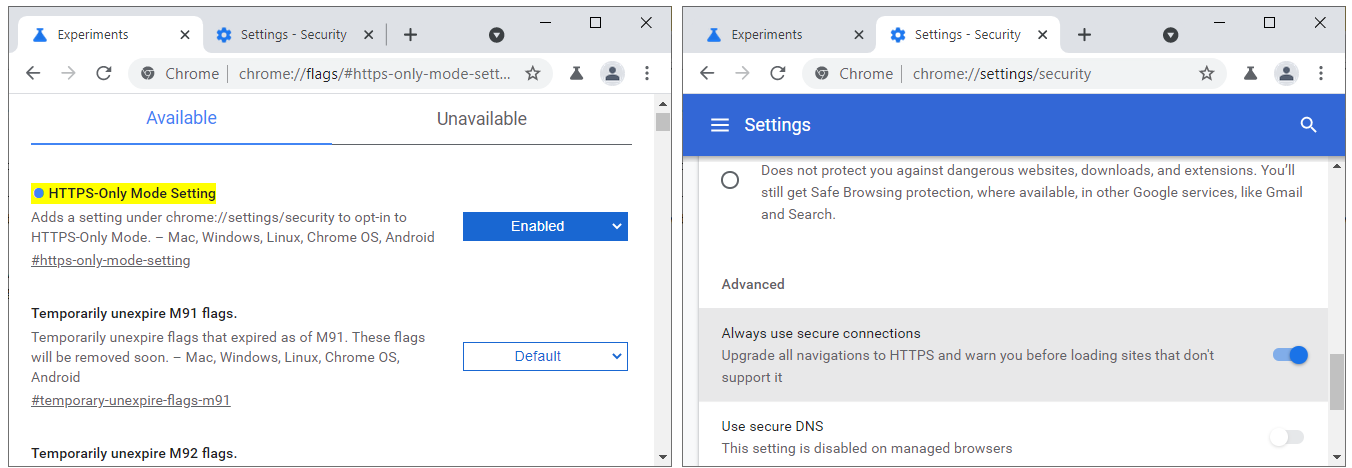 Experiments
Settings - Security
Chrome
chrome://flags/#https-only-mode-sett...
Available
Unavailable
HTTPS-Only Mode Setting
Adds a setting under chrome://settings/security to opt-in to
HTTPS-Only Mode. – Mac, Windows, Linux, Chrome OS, Android
#https-only-mode-setting
Enabled
Temporarily unexpire M91 flags.
Temporarily unexpire flags that expired as of M91. These flags
will be removed soon. – Mac, Windows, Linux, Chrome OS,
Android
#temporary-unexpire-flags-m91
Default
Temporarily unexpire M92 flags.
Experiments
Settings - Security
Chrome
chrome://settings/security
Settings
Does not protect you against dangerous websites, downloads, and extensions. You’ll
still get Safe Browsing protection, where available, in other Google services, like Gmail
and Search.
Advanced
Always use secure connections
Upgrade all navigations to HTTPS and warn you before loading sites that don't
support it
Use secure DNS
This setting is disabled on managed browsers